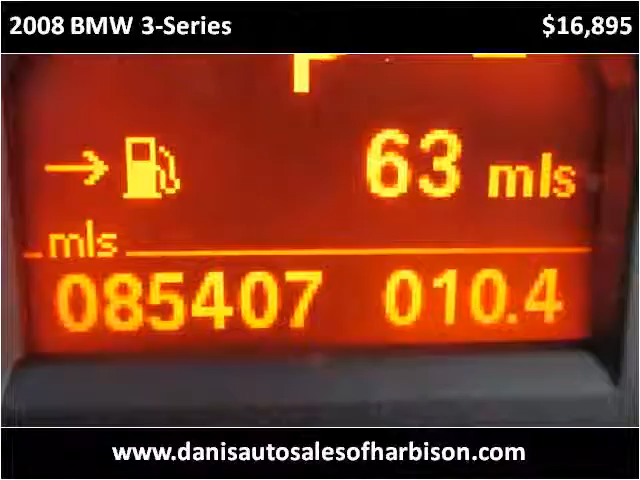 2008 BMW 3-Series $16,895
63 mls
mls
085407 010.4
www.danisautosalesofharbison.com